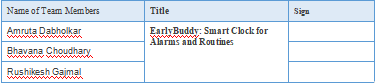 Name of Team Members Title Sign
Amruta Dabholkar EarlyBuddy: Smart Clock for
Alarms and Routines
Bhavana Choudhary
Rushikesh Gajmal